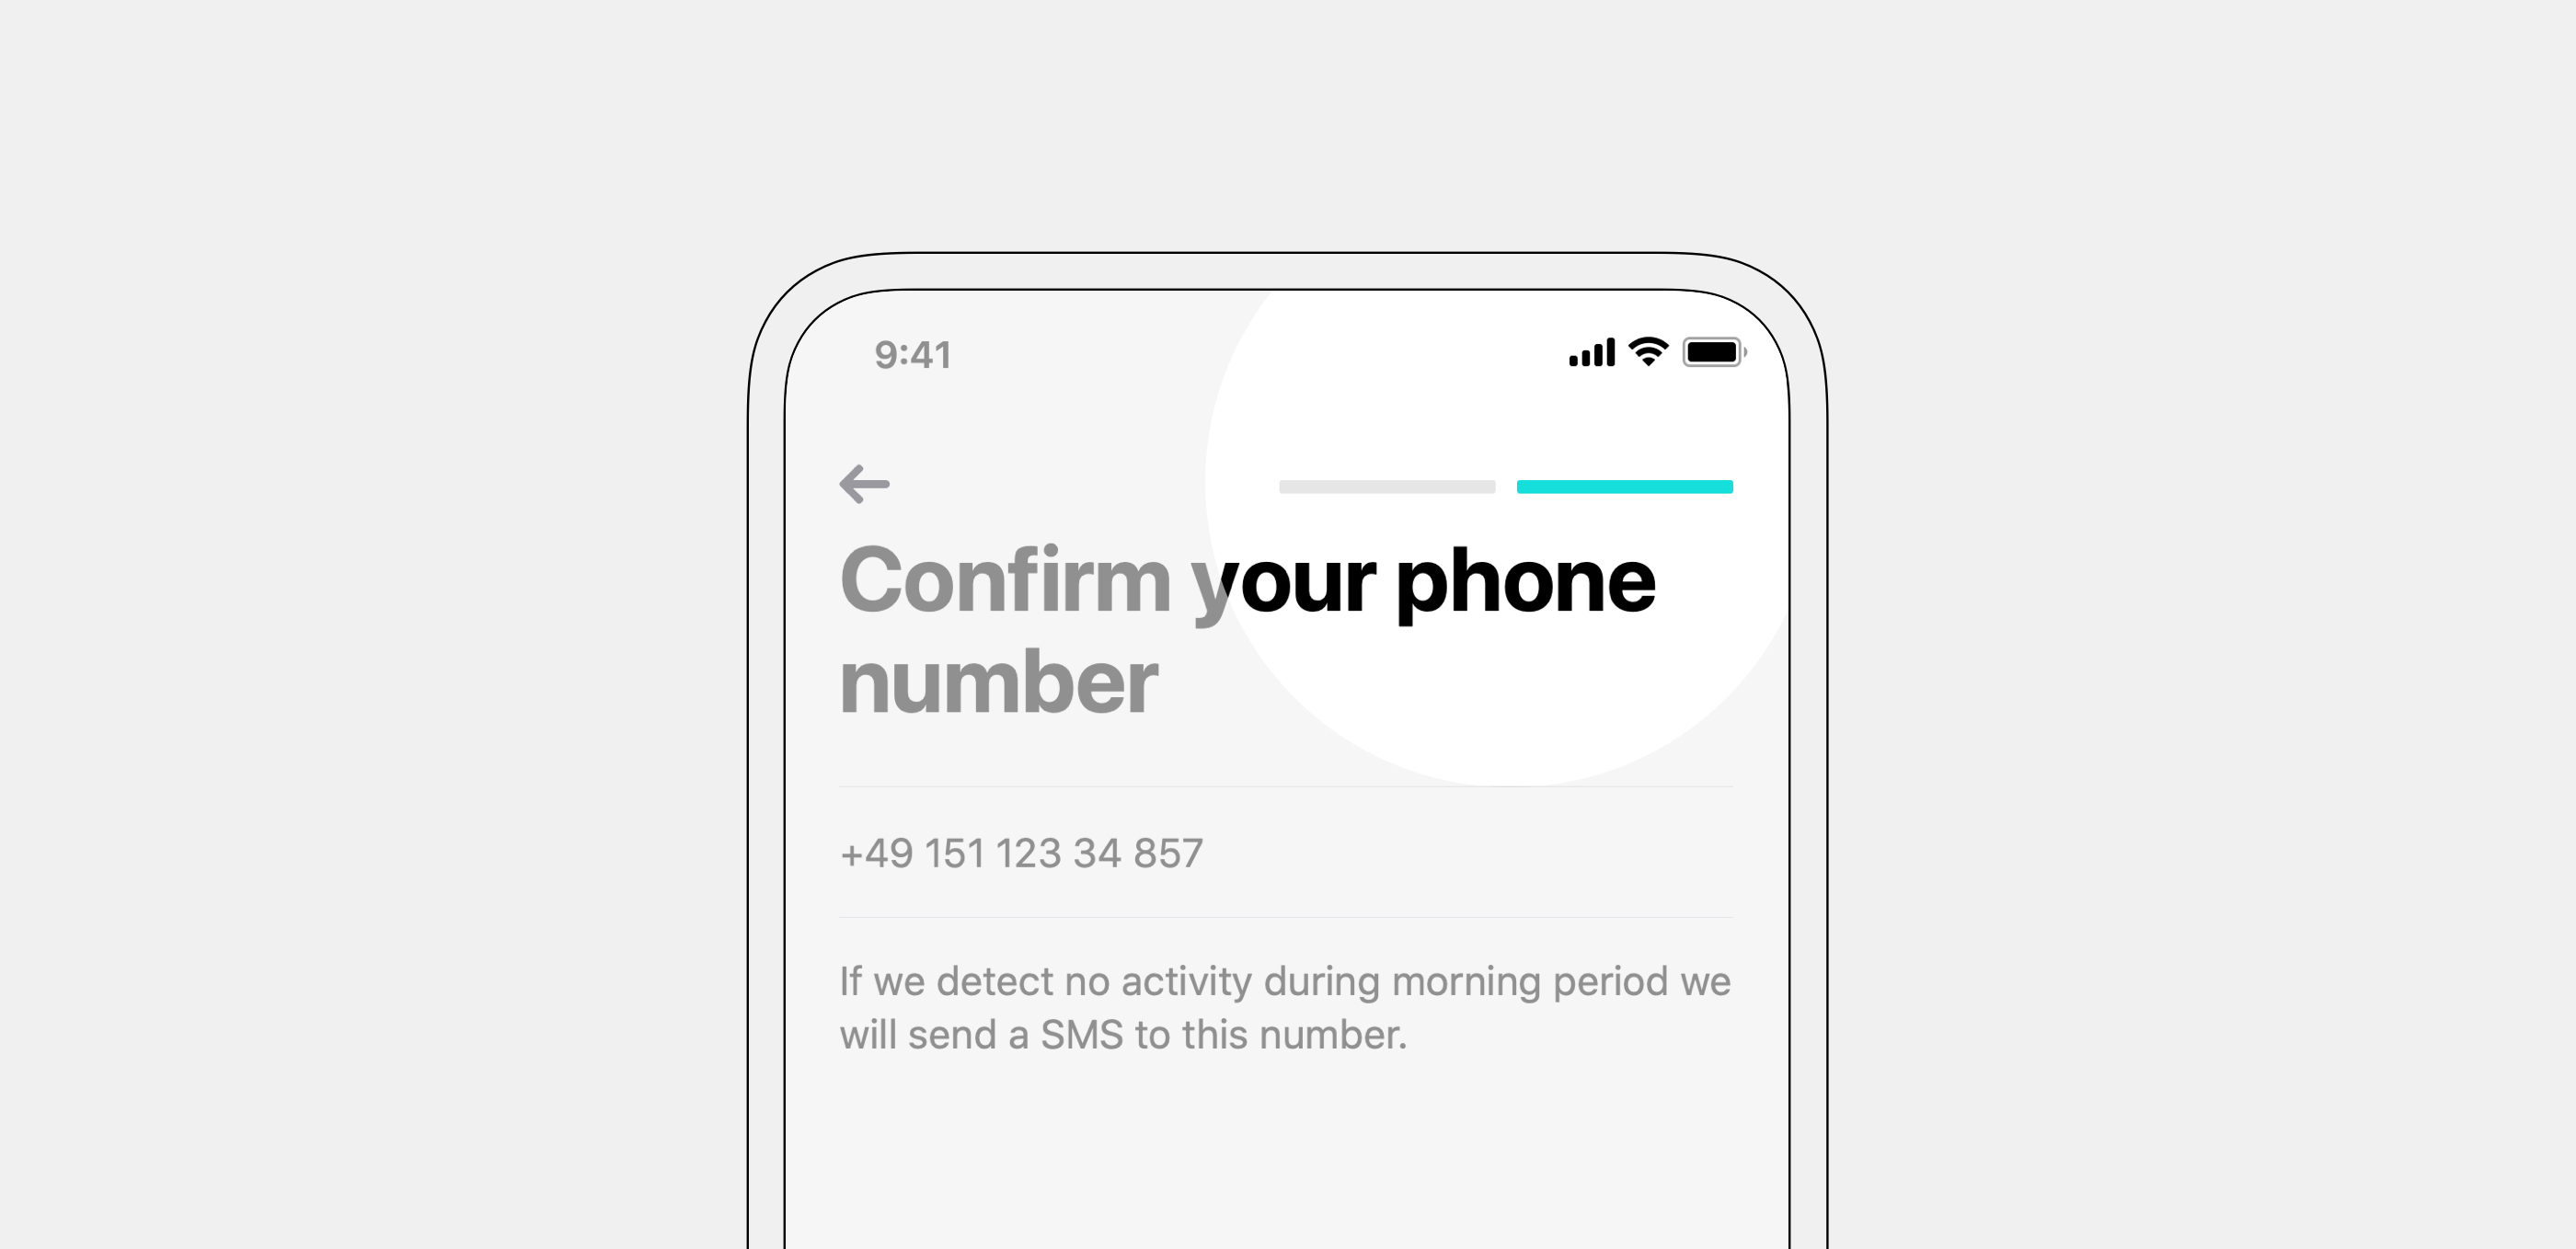 9:41
Confirm your phone
number
+49 151 123 34 857
If we detect no activity during morning period we
will send a SMS to this number.